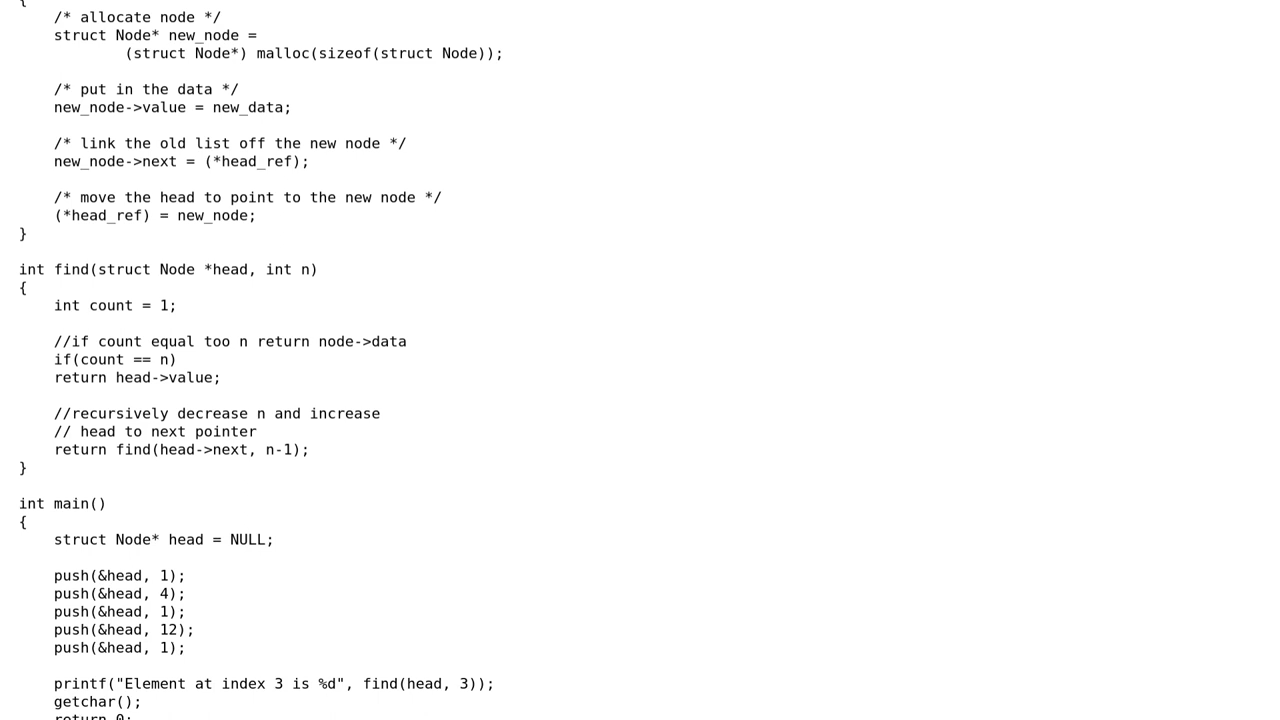 {
    /* allocate node */
    struct Node* new_node =
            (struct Node*) malloc(sizeof(struct Node));

    /* put in the data */
    new_node->value = new_data;

    /* link the old list off the new node */
    new_node->next = (*head_ref);

    /* move the head to point to the new node */
    (*head_ref) = new_node;
}

int find(struct Node *head, int n)
{
    int count = 1;

    //if count equal too n return node->data
    if(count == n)
    return head->value;

    //recursively decrease n and increase
    // head to next pointer
    return find(head->next, n-1);
}

int main()
{
    struct Node* head = NULL;

    push(&head, 1);
    push(&head, 4);
    push(&head, 1);
    push(&head, 12);
    push(&head, 1);

    printf("Element at index 3 is %d", find(head, 3));
    getchar();
    return 0;